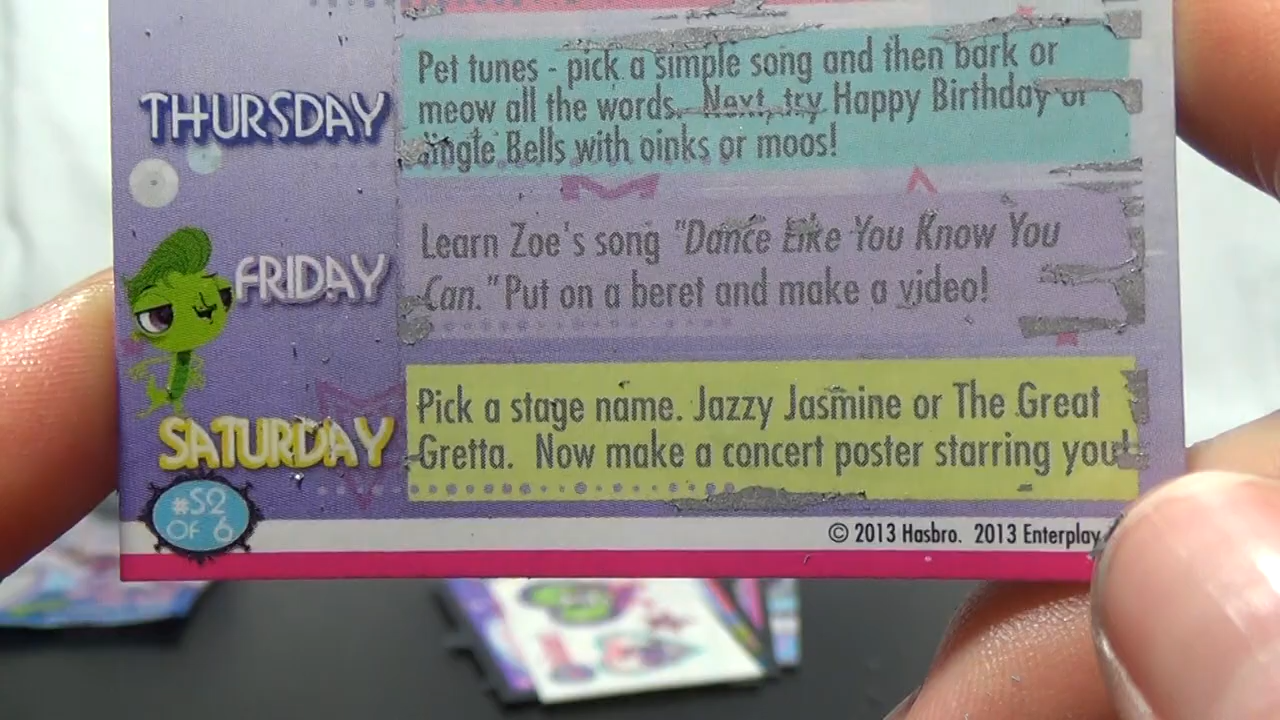 THURSDAY
Pet tunes - pick a simple song and then bark or
meow all the words. Next, try Happy Birthday or
Jingle Bells with oinks or moos!
FRIDAY
Learn Zoe's song "Dance Like You Know You
Can." Put on a beret and make a video!
SATURDAY
Pick a stage name. Jazzy Jasmine or The Great
Gretta. Now make a concert poster starring you!
#S2
OF 6
© 2013 Hasbro. 2013 Enterplay